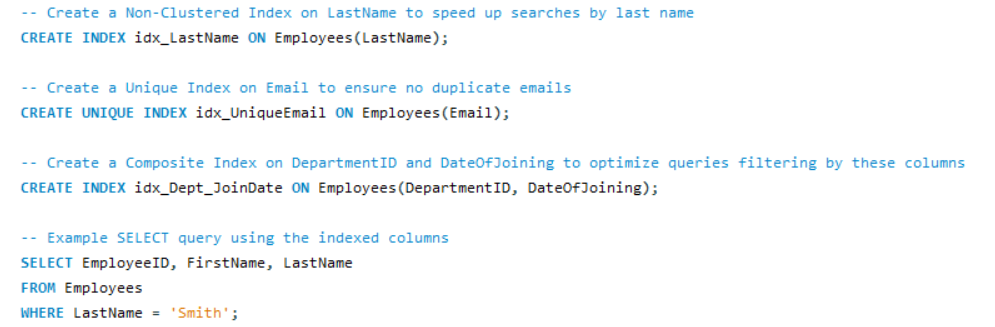 -- Create a Non-Clustered Index on LastName to speed up searches by last name
CREATE INDEX idx_LastName ON Employees(LastName);
-- Create a Unique Index on Email to ensure no duplicate emails
CREATE UNIQUE INDEX idx_UniqueEmail ON Employees(Email);
-- Create a Composite Index on DepartmentID and DateOfJoining to optimize queries filtering by these columns
CREATE INDEX idx_Dept_JoinDate ON Employees(DepartmentID, DateOfJoining);
-- Example SELECT query using the indexed columns
SELECT EmployeeID, FirstName, LastName
FROM Employees
WHERE LastName = 'Smith';